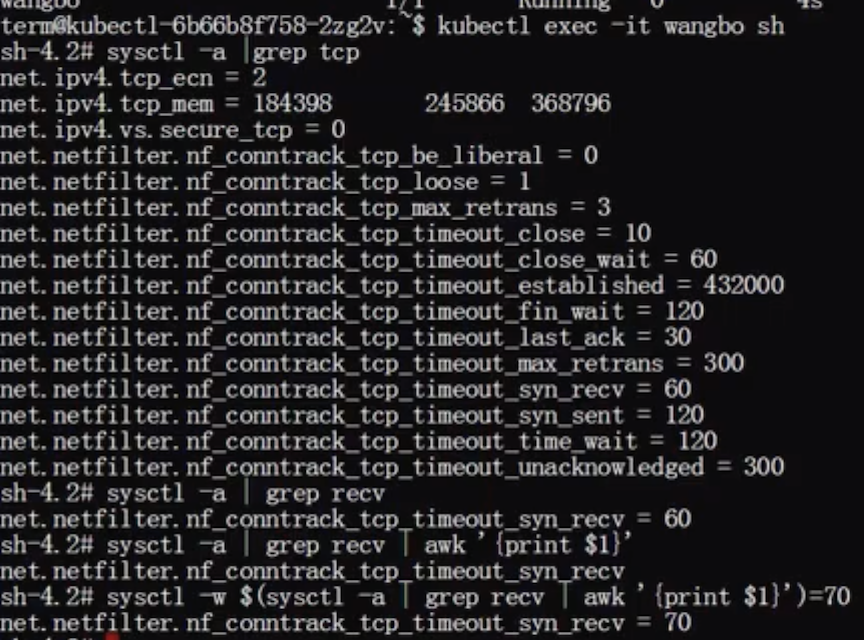 wangbo 1/1 Running 0 4s
term@kubectl-6b66b8f758-2zg2v:~$ kubectl exec -it wangbo sh
sh-4.2# sysctl -a |grep tcp
net.ipv4.tcp_ecn = 2
net.ipv4.tcp_mem = 184398 245866 368796
net.ipv4.vs.secure_tcp = 0
net.netfilter.nf_conntrack_tcp_be_liberal = 0
net.netfilter.nf_conntrack_tcp_loose = 1
net.netfilter.nf_conntrack_tcp_max_retrans = 3
net.netfilter.nf_conntrack_tcp_timeout_close = 10
net.netfilter.nf_conntrack_tcp_timeout_close_wait = 60
net.netfilter.nf_conntrack_tcp_timeout_established = 432000
net.netfilter.nf_conntrack_tcp_timeout_fin_wait = 120
net.netfilter.nf_conntrack_tcp_timeout_last_ack = 30
net.netfilter.nf_conntrack_tcp_timeout_max_retrans = 300
net.netfilter.nf_conntrack_tcp_timeout_syn_recv = 60
net.netfilter.nf_conntrack_tcp_timeout_syn_sent = 120
net.netfilter.nf_conntrack_tcp_timeout_time_wait = 120
net.netfilter.nf_conntrack_tcp_timeout_unacknowledged = 300
sh-4.2# sysctl -a | grep recv
net.netfilter.nf_conntrack_tcp_timeout_syn_recv = 60
sh-4.2# sysctl -a | grep recv | awk '{print $1}'
net.netfilter.nf_conntrack_tcp_timeout_syn_recv
sh-4.2# sysctl -w $(sysctl -a | grep recv | awk '{print $1}')=70
net.netfilter.nf_conntrack_tcp_timeout_syn_recv = 70